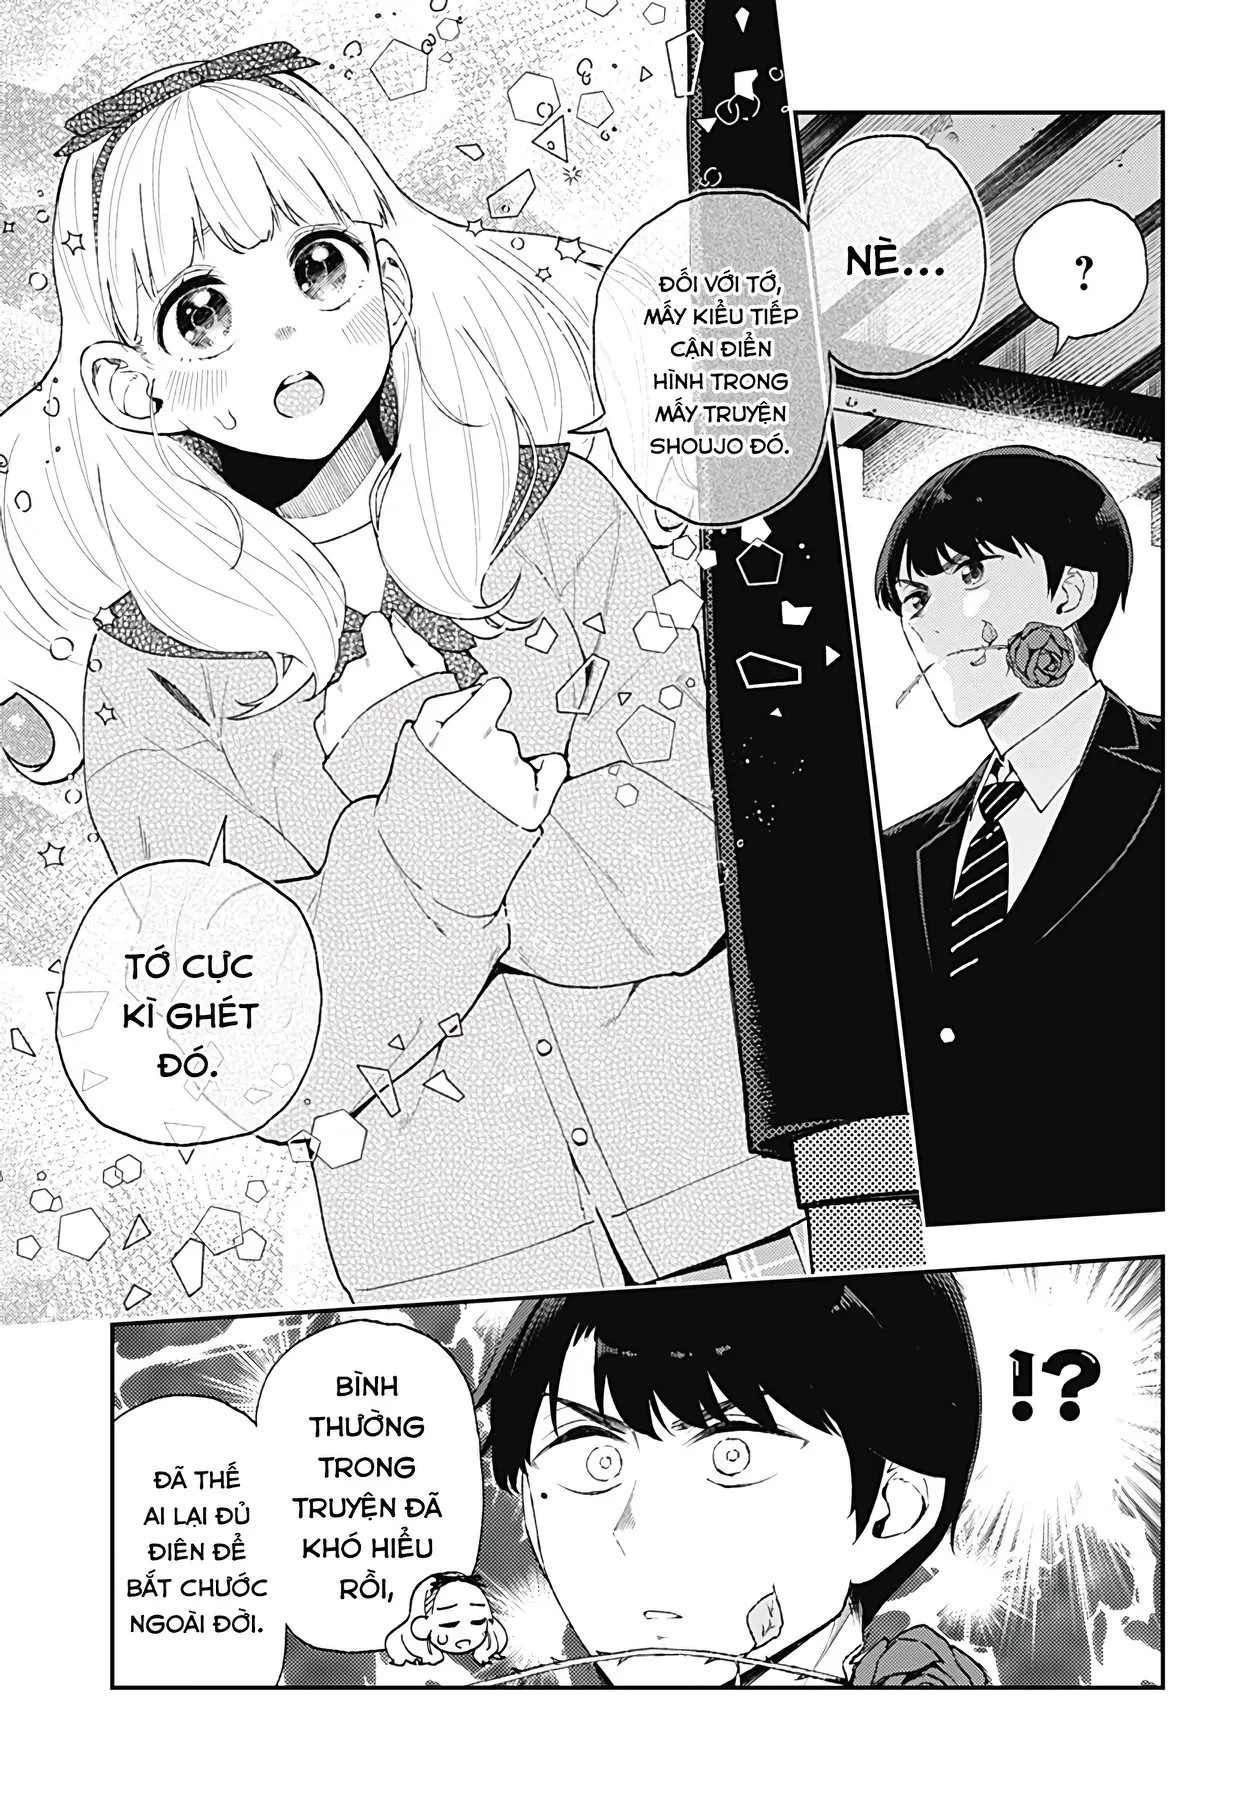 ?
NÈ...
ĐỐI VỚI TỚ,
MẤY KIỂU TIẾP
CẬN ĐIỂN
HÌNH TRONG
MẤY TRUYỆN
SHOUJO ĐÓ.
TỚ CỰC
KÌ GHÉT
ĐÓ.
!?
BÌNH
THƯỜNG
TRONG
TRUYỆN ĐÃ
KHÓ HIỂU
RỒI,
ĐÃ THẾ
AI LẠI ĐỦ
ĐIÊN ĐỂ
BẮT CHƯỚC
NGOÀI ĐỜI.